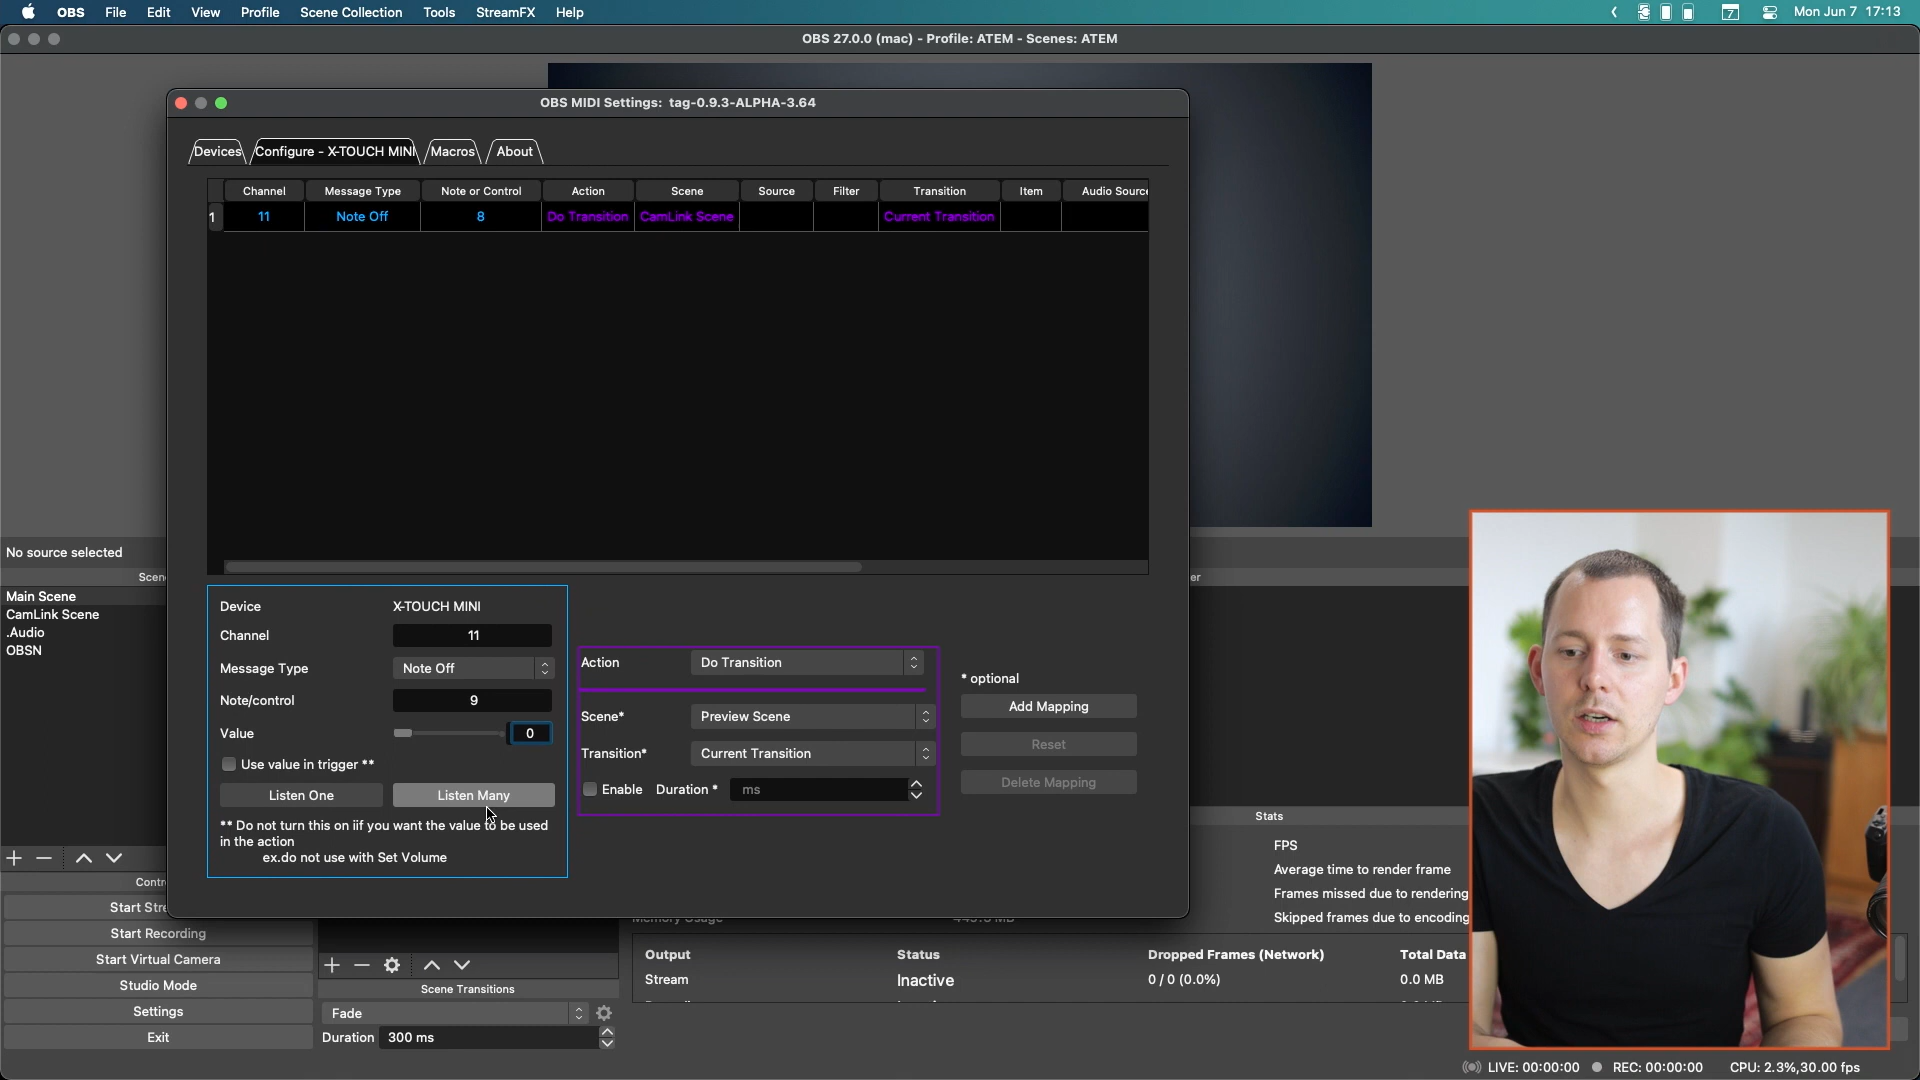 OBS File Edit View Profile Scene Collection Tools StreamFX Help 7 Mon Jun 7 17:13
OBS 27.0.0 (mac) - Profile: ATEM - Scenes: ATEM
OBS MIDI Settings: tag-0.9.3-ALPHA-3.64
Devices Configure - X-TOUCH MINI Macros About
Channel Message Type Note or Control Action Scene Source Filter Transition Item Audio Source
1 11 Note Off 8 Do Transition CamLink Scene Current Transition
No source selected
Scen
er
Main Scene
CamLink Scene
.Audio
OBSN
Device X-TOUCH MINI
Channel 11
Message Type Note Off
Note/control 9
Value 0
Use value in trigger **
Listen One Listen Many
** Do not turn this on iif you want the value to be used
in the action
ex.do not use with Set Volume
Action Do Transition
Scene* Preview Scene
Transition* Current Transition
Enable Duration * ms
* optional
Add Mapping
Reset
Delete Mapping
Stats
FPS
Average time to render frame
Frames missed due to rendering
Skipped frames due to encoding
Memory Usage
Output Status Dropped Frames (Network) Total Data
Stream Inactive 0 / 0 (0.0%) 0.0 MB
Contr
Start Stre
Start Recording
Start Virtual Camera
Studio Mode
Settings
Exit
Scene Transitions
Fade
Duration 300 ms
LIVE: 00:00:00 REC: 00:00:00 CPU: 2.3%,30.00 fps